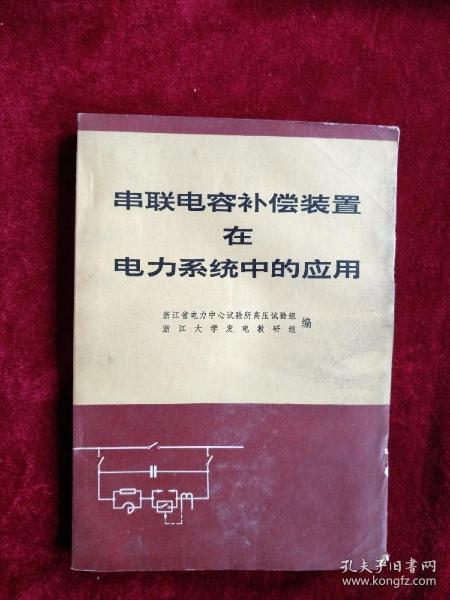 串联电容补偿装置
在
电力系统中的应用
浙江省电力中心试验所高压试验组
浙江大学发电教研组
编
孔夫子旧书网
www.kongfz.com